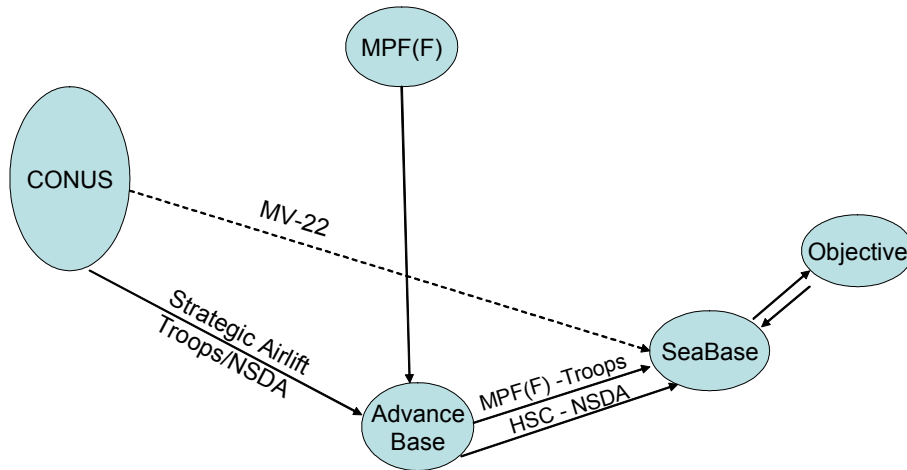 MPF(F)
CONUS
MV-22
Objective
Strategic Airlift
Troops/NSDA
SeaBase
MPF(F) -Troops
HSC - NSDA
Advance
Base